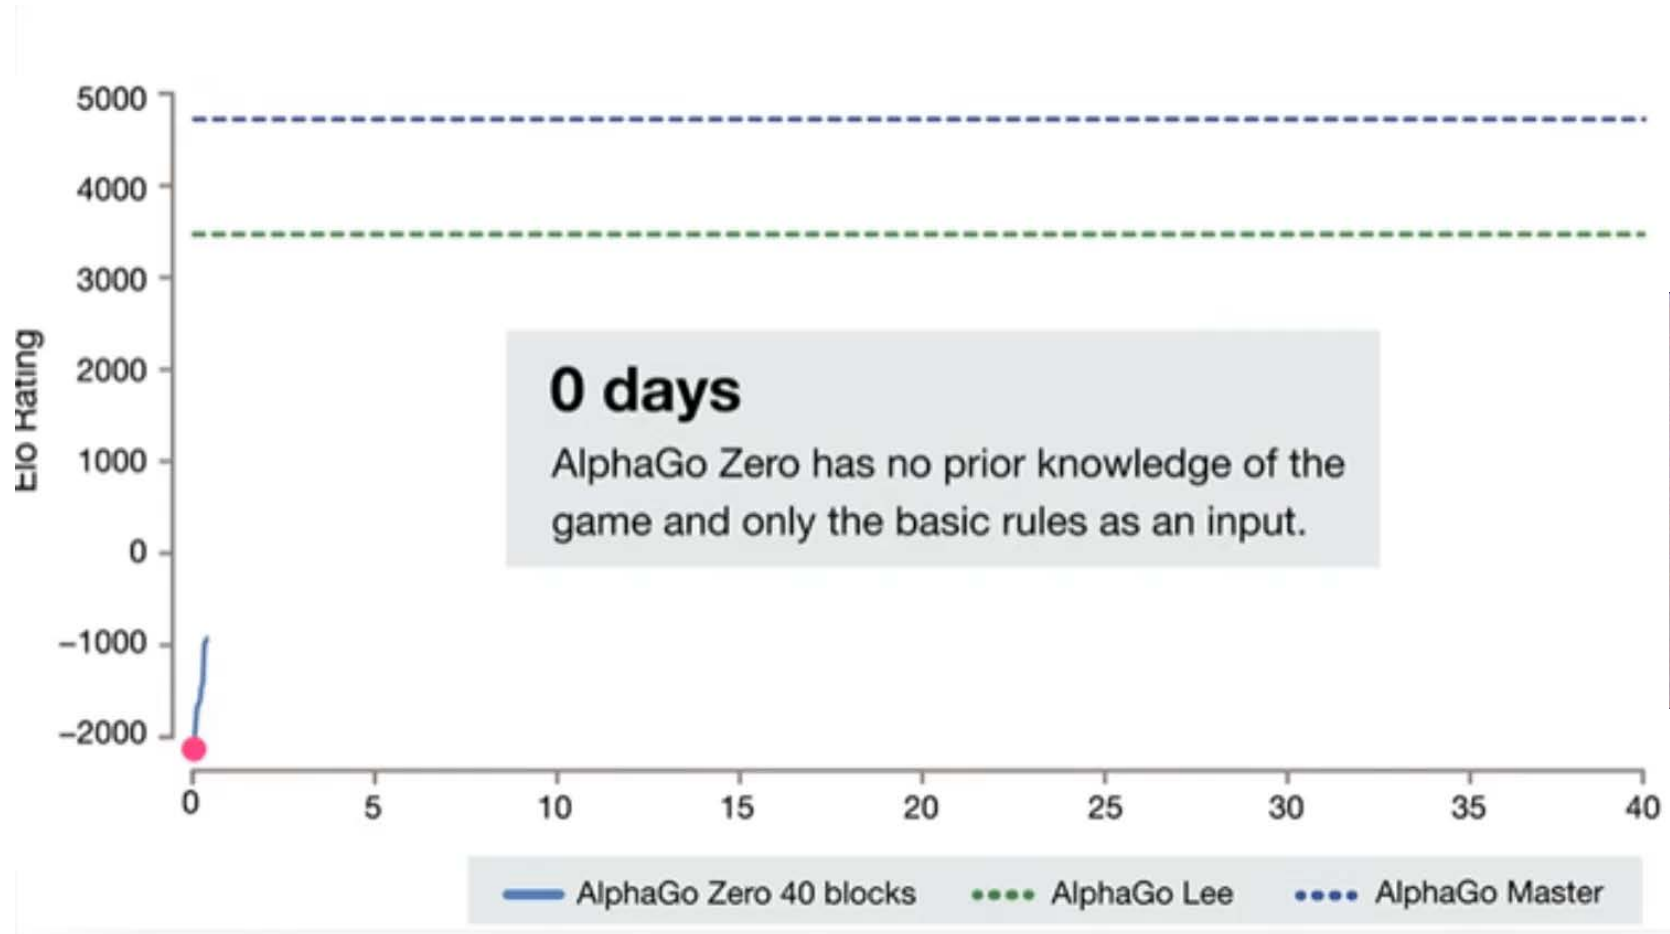 5000
4000
3000
2000
1000
0
−1000
−2000
Elo Rating
0 days
AlphaGo Zero has no prior knowledge of the
game and only the basic rules as an input.
0 5 10 15 20 25 30 35 40
AlphaGo Zero 40 blocks AlphaGo Lee AlphaGo Master